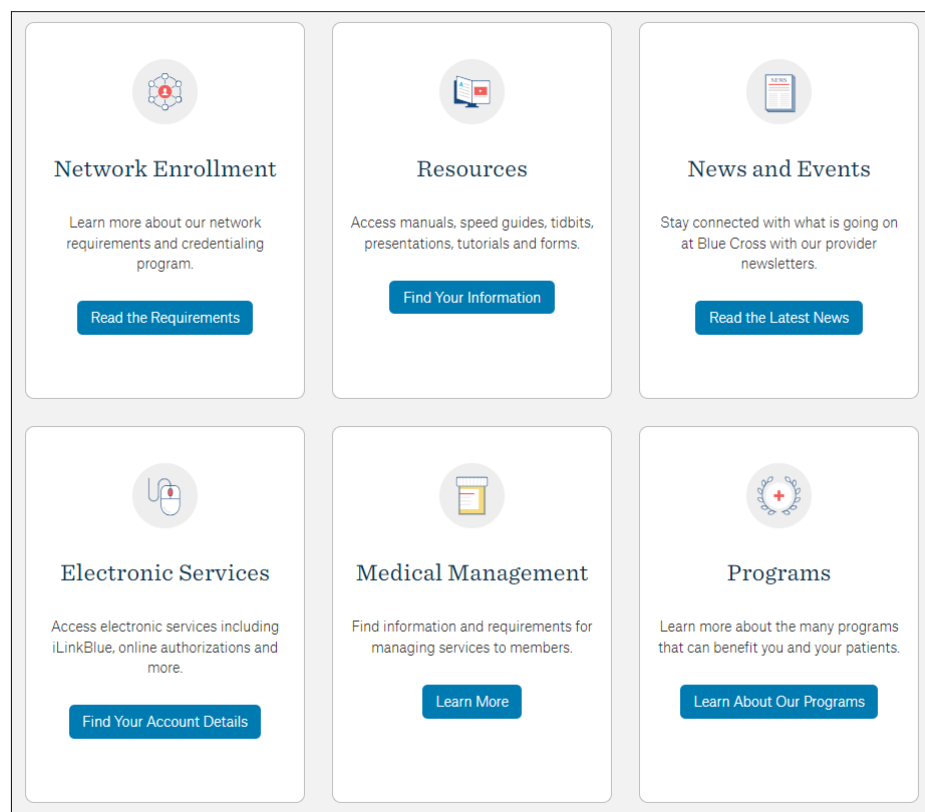 NEWS
Network Enrollment
Learn more about our network
requirements and credentialing
program.
Read the Requirements
Resources
Access manuals, speed guides, tidbits,
presentations, tutorials and forms.
Find Your Information
News and Events
Stay connected with what is going on
at Blue Cross with our provider
newsletters.
Read the Latest News
Electronic Services
Access electronic services including
iLinkBlue, online authorizations and
more.
Find Your Account Details
Medical Management
Find information and requirements for
managing services to members.
Learn More
Programs
Learn more about the many programs
that can benefit you and your patients.
Learn About Our Programs